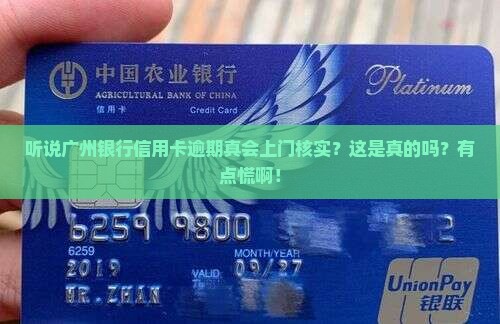 中国农业银行
AGRICULTURAL BANK OF CHINA
Platinum
信用卡 Credit Card
听说广州银行信用卡逾期真会上门核实？这是真的吗？有
点慌啊！
6259 9800 2
6259 MONTH/YEAR
2019 VALID 09/27
MR.ZHAN
UnionPay
银联